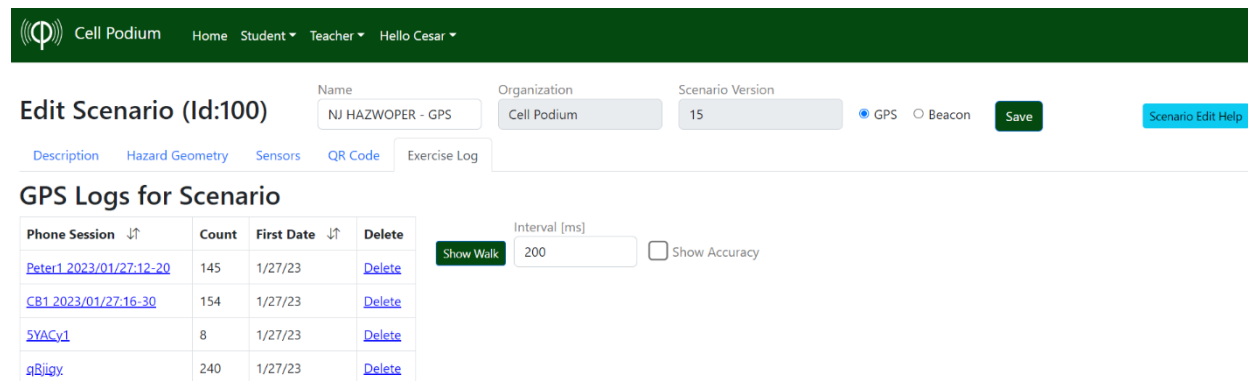 ((φ)) Cell Podium Home Student Teacher Hello Cesar
Name Organization Scenario Version
Edit Scenario (Id:100) NJ HAZWOPER - GPS Cell Podium 15 GPS Beacon Save Scenario Edit Help
Description Hazard Geometry Sensors QR Code Exercise Log
GPS Logs for Scenario
Phone Session Count First Date Delete
Interval [ms]
Show Walk 200 Show Accuracy
Peter1 2023/01/27:12-20 145 1/27/23 Delete
CB1 2023/01/27:16-30 154 1/27/23 Delete
5YACy1 8 1/27/23 Delete
qRjiqy 240 1/27/23 Delete